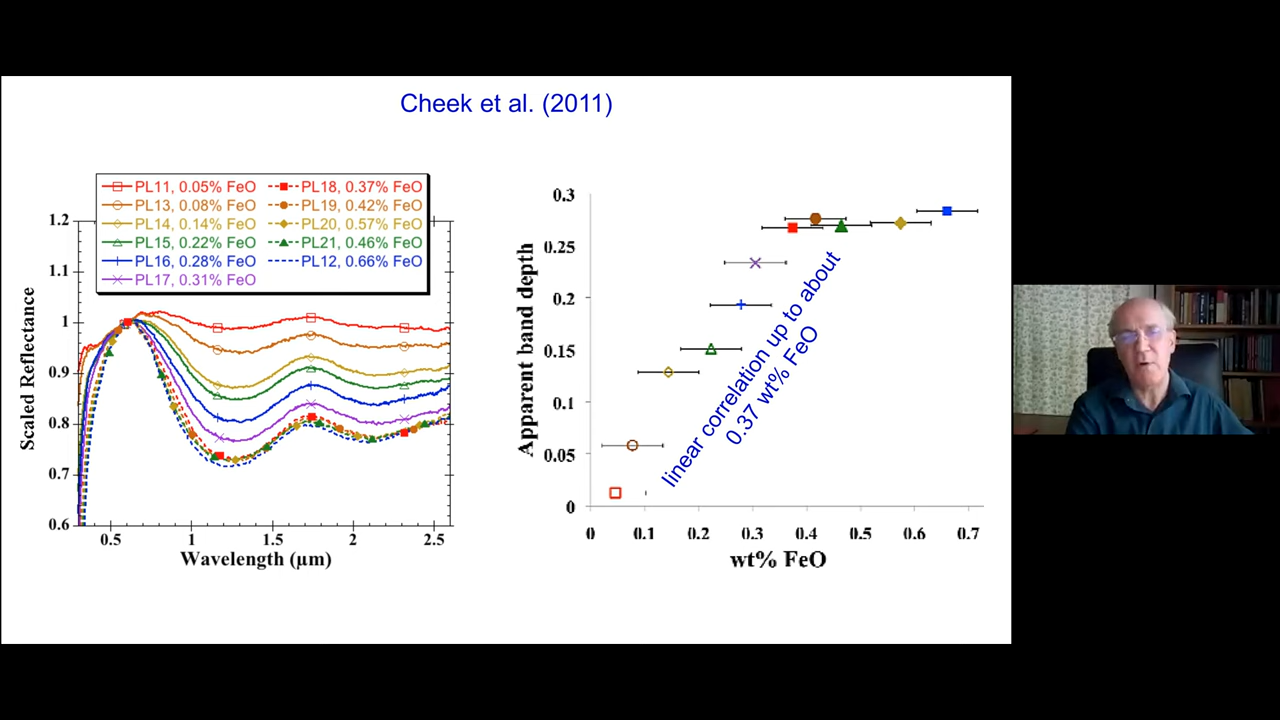 Cheek et al. (2011)
PL11, 0.05% FeO
PL18, 0.37% FeO
PL13, 0.08% FeO
PL19, 0.42% FeO
PL14, 0.14% FeO
PL20, 0.57% FeO
PL15, 0.22% FeO
PL21, 0.46% FeO
PL16, 0.28% FeO
PL12, 0.66% FeO
PL17, 0.31% FeO
1.2
1.1
1
0.9
0.8
0.7
0.6
Scaled Reflectance
0.5
1
1.5
2
2.5
Wavelength (µm)
0.3
0.25
0.2
0.15
0.1
0.05
0
Apparent band depth
linear correlation up to about
0.37 wt% FeO
0
0.1
0.2
0.3
0.4
0.5
0.6
0.7
wt% FeO